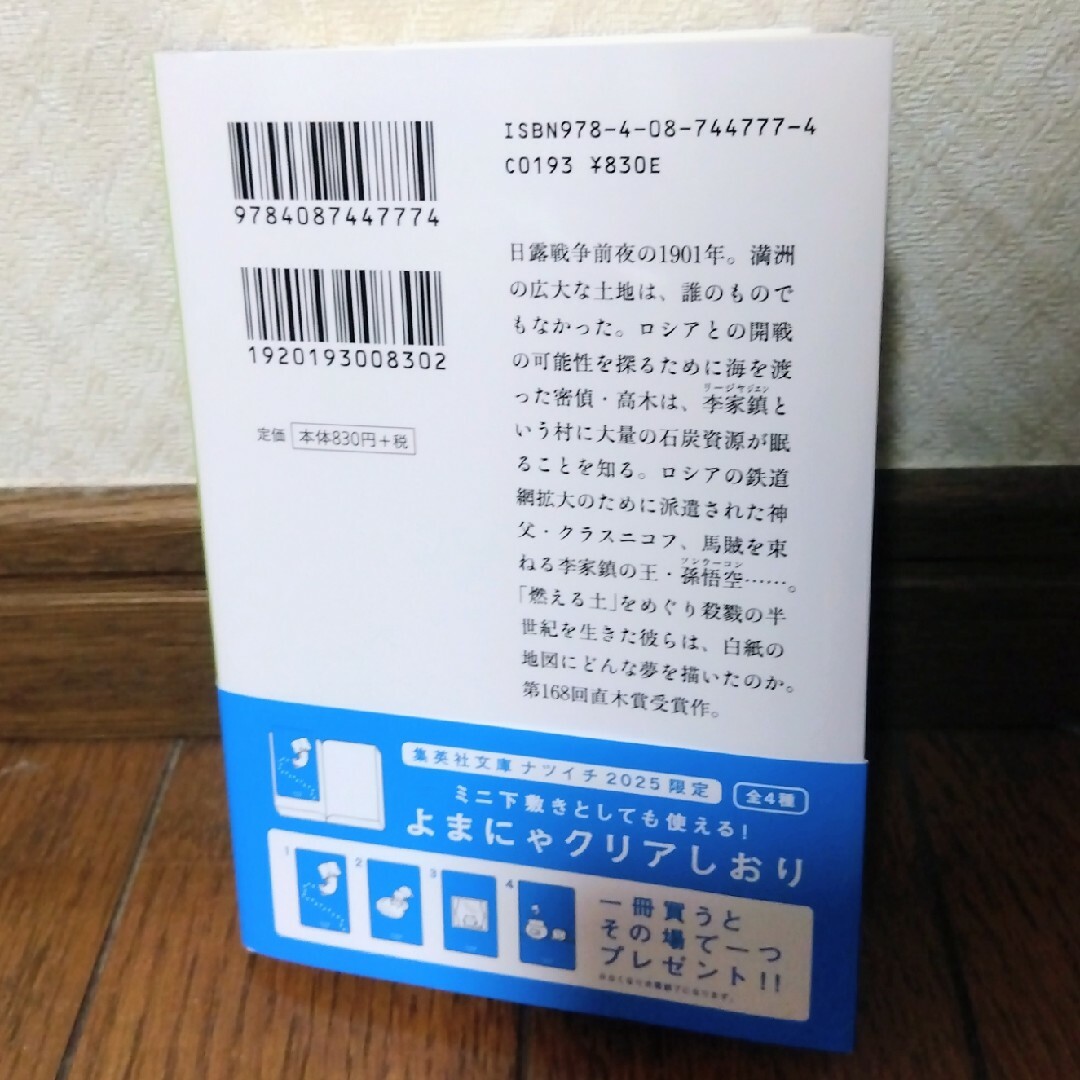 9784087447774
1920193008302
定価 本体830円+税
ISBN978-4-08-744777-4
C0193 ¥830E
日露戦争前夜の1901年。満洲
の広大な土地は、誰のもので
もなかった。ロシアとの開戦
の可能性を探るために海を渡
った密偵・高木は、李家鎮と
リージャジェン
いう村に大量の石炭資源が眠
ることを知る。ロシアの鉄道
網拡大のために派遣された神
父・クラスニコフ、馬賊を束
ねる李家鎮の王・孫悟空……。
ソンウーコン
「燃える土」をめぐり殺戮の半
世紀を生きた彼らは、白紙の
地図にどんな夢を描いたのか。
第168回直木賞受賞作。
集英社文庫 ナツイチ2025限定
全4種
ミニ下敷きとしても使える!
よまにゃクリアしおり
1
2
3
4
一冊買うと
その場で一つ
プレゼント!!